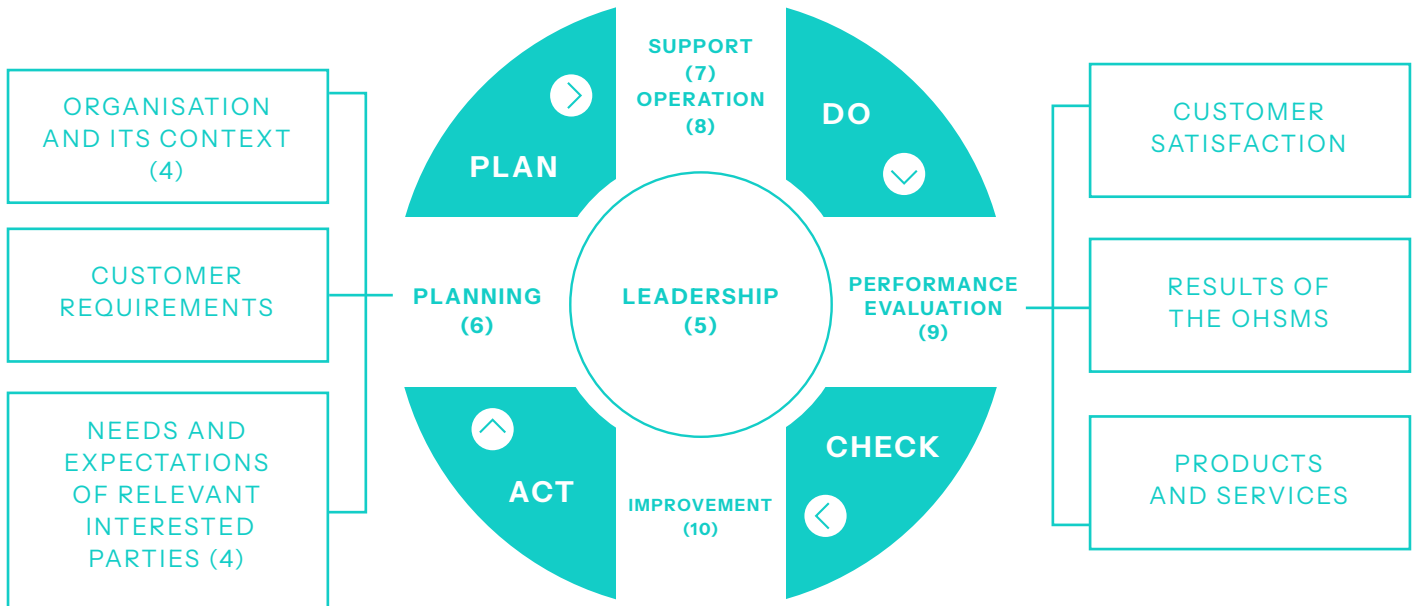 ORGANISATION
AND ITS CONTEXT
(4)
CUSTOMER
REQUIREMENTS
NEEDS AND
EXPECTATIONS
OF RELEVANT
INTERESTED
PARTIES (4)
PLAN
SUPPORT
(7)
OPERATION
(8)
DO
PLANNING
(6)
LEADERSHIP
(5)
PERFORMANCE
EVALUATION
(9)
ACT
IMPROVEMENT
(10)
CHECK
CUSTOMER
SATISFACTION
RESULTS OF
THE OHSMS
PRODUCTS
AND SERVICES